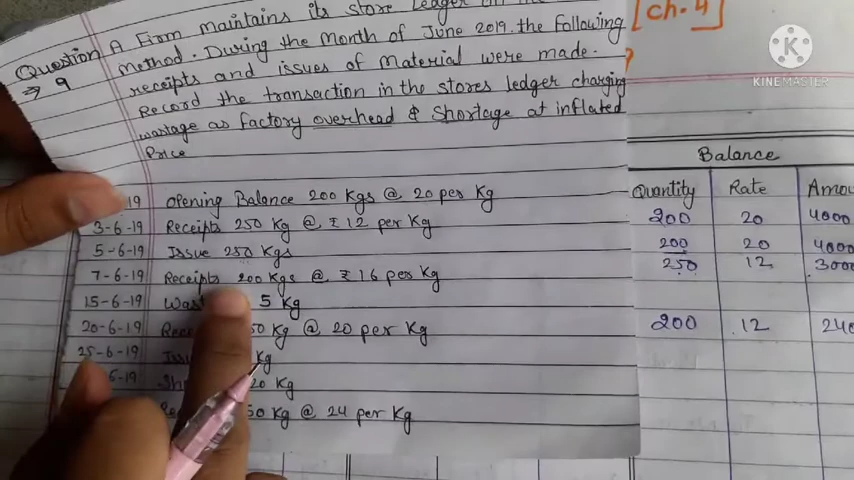 Question A Firm maintains its store Ledger on the
⇒ 9 method. During the month of June 2019. the following
receipts and issues of Material were made.
Record the transaction in the stores ledger charging
wastage as factory overhead & Shortage at inflated
Price
19 Opening Balance 200 Kgs @ 20 per Kg
3-6-19 Receipts 250 Kg @ ₹12 per Kg
5-6-19 Issue 250 Kgs
7-6-19 Receipts 200 Kgs @ ₹16 per Kg
15-6-19 5 Kg
20-6-19 50 Kg @ 20 per Kg
25-6-19 Kg
6-19 20 Kg
50 Kg @ 24 per Kg
[Ch-4]
KINEMASTER
Balance
Quantity Rate Amou
200 20 4000
200 20 4000
250 12 3000
200 12 240